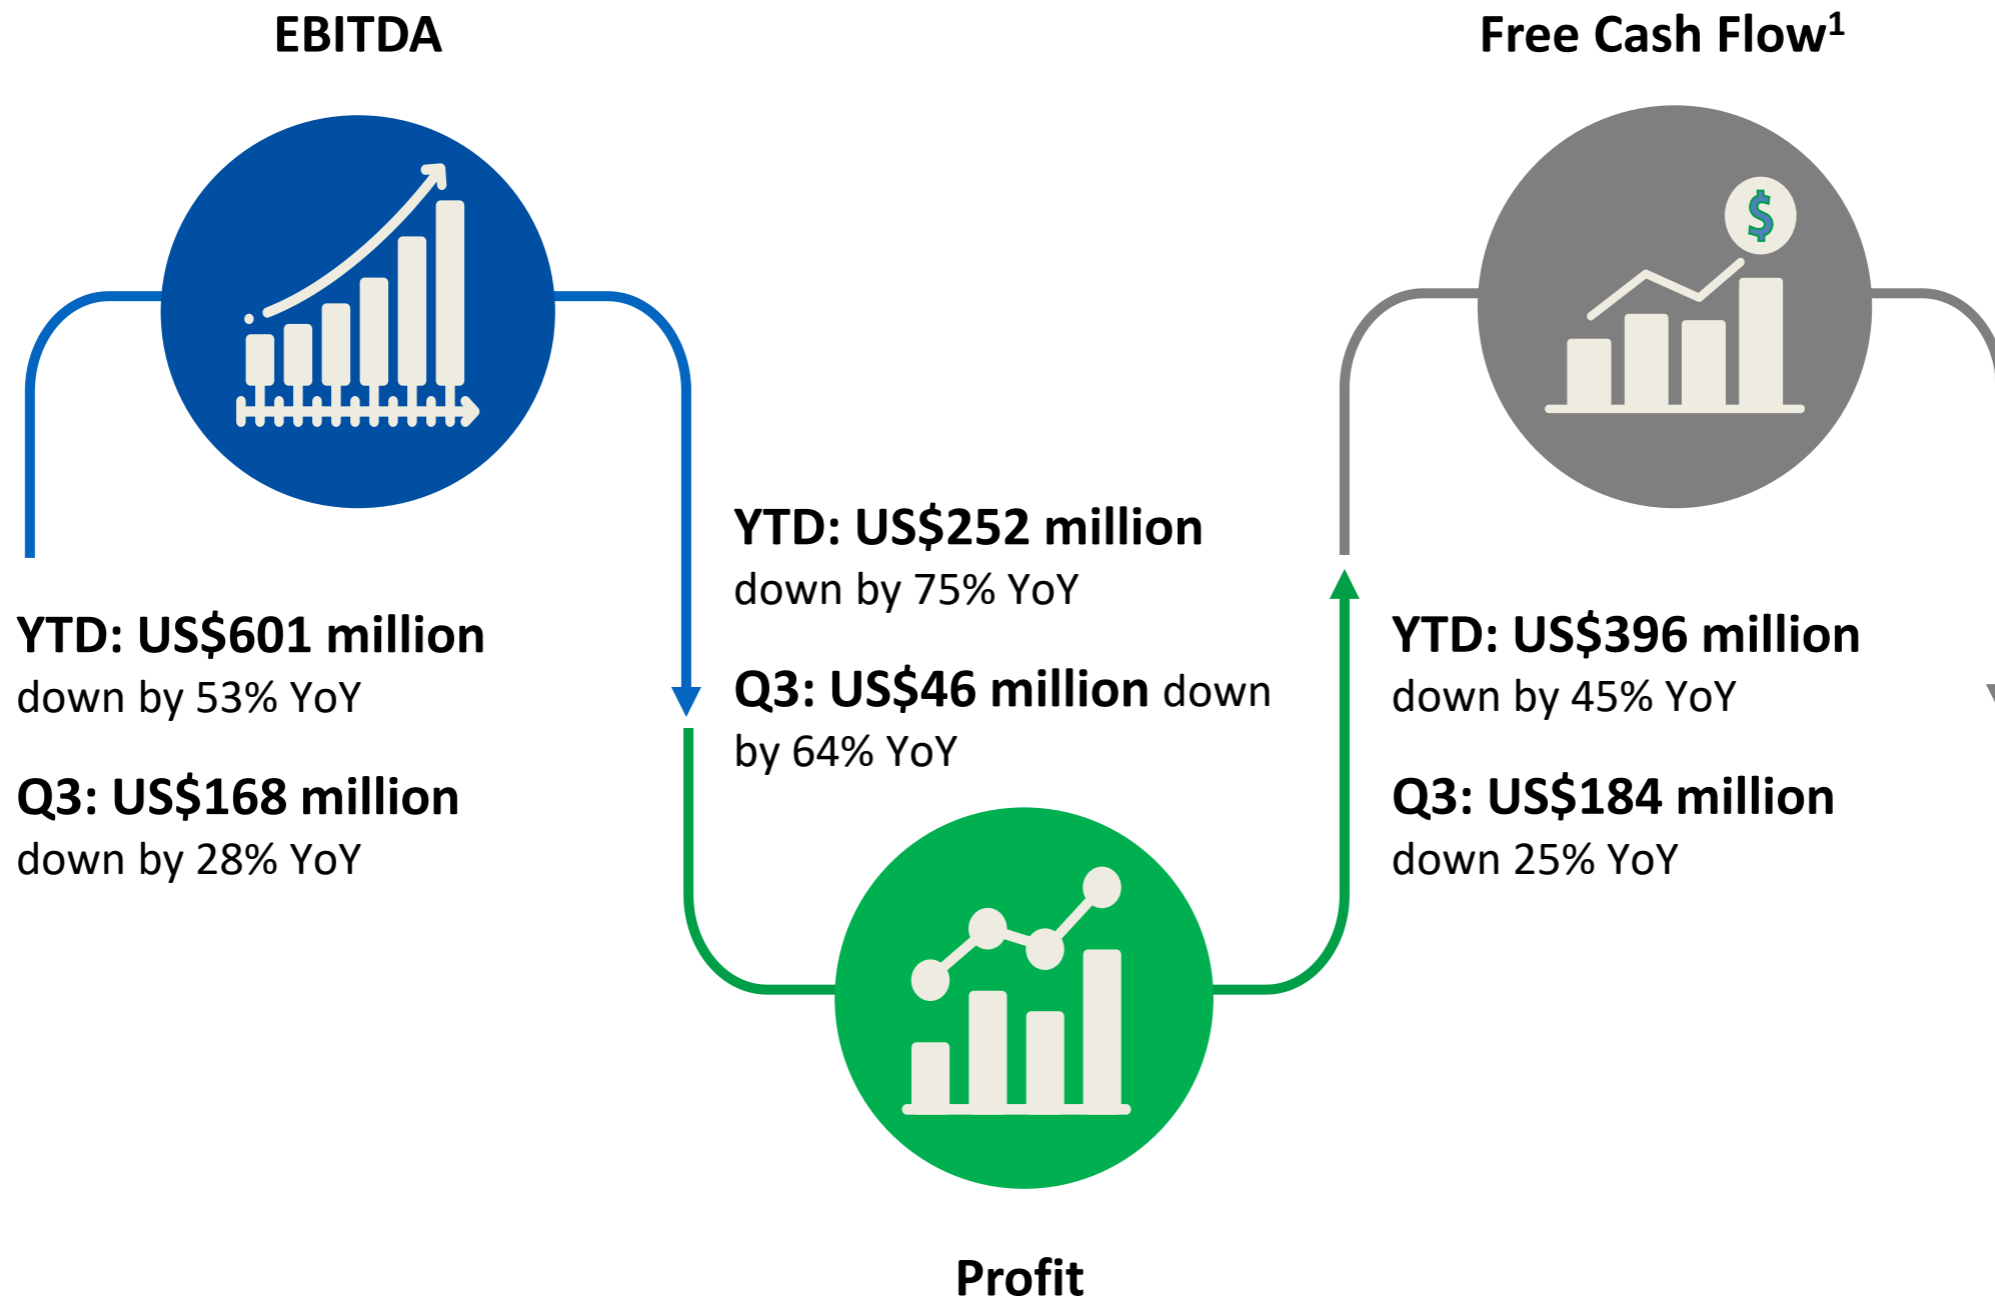 EBITDA
YTD: US$601 million
down by 53% YoY
Q3: US$168 million
down by 28% YoY
YTD: US$252 million
down by 75% YoY
Q3: US$46 million down
by 64% YoY
Profit
Free Cash Flow¹
$
YTD: US$396 million
down by 45% YoY
Q3: US$184 million
down 25% YoY